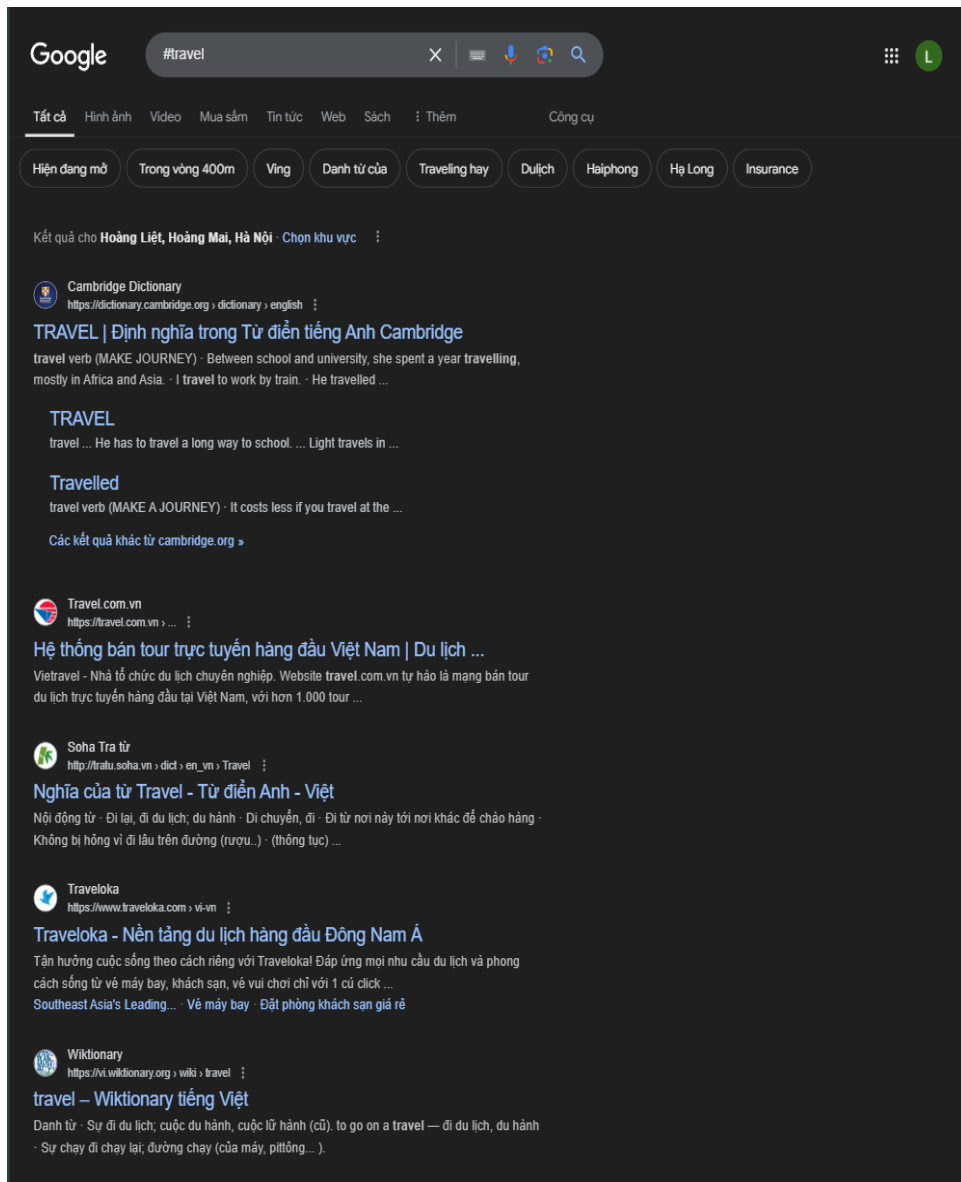 Google
#travel
L
Tất cả Hình ảnh Video Mua sắm Tin tức Web Sách Thêm Công cụ
Hiện đang mở Trong vòng 400m Ving Danh từ của Traveling hay Dulịch Haiphong Hạ Long Insurance
Kết quả cho Hoàng Liệt, Hoàng Mai, Hà Nội · Chọn khu vực
Cambridge Dictionary
https://dictionary.cambridge.org › dictionary › english
TRAVEL | Định nghĩa trong Từ điển tiếng Anh Cambridge
travel verb (MAKE JOURNEY) · Between school and university, she spent a year travelling,
mostly in Africa and Asia. · I travel to work by train. · He travelled ...
TRAVEL
travel ... He has to travel a long way to school. ... Light travels in ...
Travelled
travel verb (MAKE A JOURNEY) · It costs less if you travel at the ...
Các kết quả khác từ cambridge.org »
Travel.com.vn
https://travel.com.vn › ...
Hệ thống bán tour trực tuyến hàng đầu Việt Nam | Du lịch ...
Vietravel - Nhà tổ chức du lịch chuyên nghiệp. Website travel.com.vn tự hào là mạng bán tour
du lịch trực tuyến hàng đầu tại Việt Nam, với hơn 1.000 tour ...
Soha Tra từ
http://tratu.soha.vn › dict › en_vn › Travel
Nghĩa của từ Travel - Từ điển Anh - Việt
Nội động từ · Đi lại, đi du lịch; du hành · Di chuyển, đi · Đi từ nơi này tới nơi khác để chào hàng ·
Không bị hỏng vì đi lâu trên đường (rượu..) · (thông tục) ...
Traveloka
https://www.traveloka.com › vi-vn
Traveloka - Nền tảng du lịch hàng đầu Đông Nam Á
Tận hưởng cuộc sống theo cách riêng với Traveloka! Đáp ứng mọi nhu cầu du lịch và phong
cách sống từ vé máy bay, khách sạn, vé vui chơi chỉ với 1 cú click ...
Southeast Asia's Leading... · Vé máy bay · Đặt phòng khách sạn giá rẻ
Wiktionary
https://vi.wiktionary.org › wiki › travel
travel – Wiktionary tiếng Việt
Danh từ · Sự đi du lịch; cuộc du hành, cuộc lữ hành (cũ). to go on a travel — đi du lịch, du hành
· Sự chạy đi chạy lại; đường chạy (của máy, pittông... ).